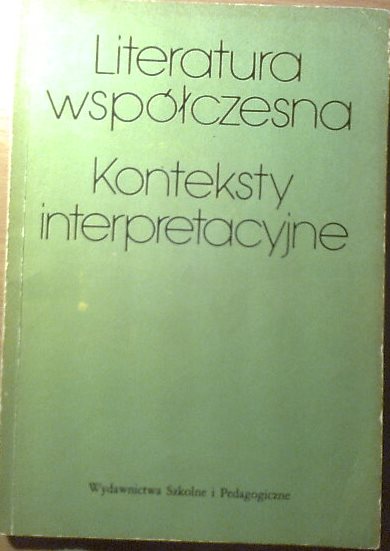 Literatura
współczesna
Konteksty
interpretacyjne
Wydawnictwa Szkolne i Pedagogiczne